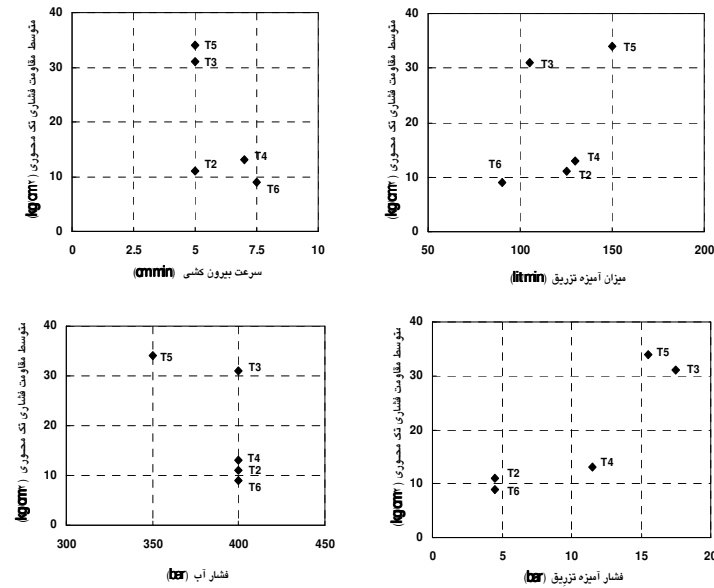 متوسط مقاومت فشاری تک محوری (kg/cm²)
40
30
20
10
0
T5
T3
T2
T4
T6
0 2.5 5 7.5 10
سرعت بیرون کشی (cm/min)
متوسط مقاومت فشاری تک محوری (kg/cm²)
40
30
20
10
0
T5
T3
T6
T4
T2
50 100 150 200
میزان آمیزه تزریق (lit/min)
متوسط مقاومت فشاری تک محوری (kg/cm²)
40
30
20
10
0
T5
T3
T4
T2
T6
300 350 400 450
فشار آب (bar)
متوسط مقاومت فشاری تک محوری (kg/cm²)
40
30
20
10
0
T5
T3
T4
T2
T6
0 5 10 15 20
فشار آمیزه تزریق (bar)